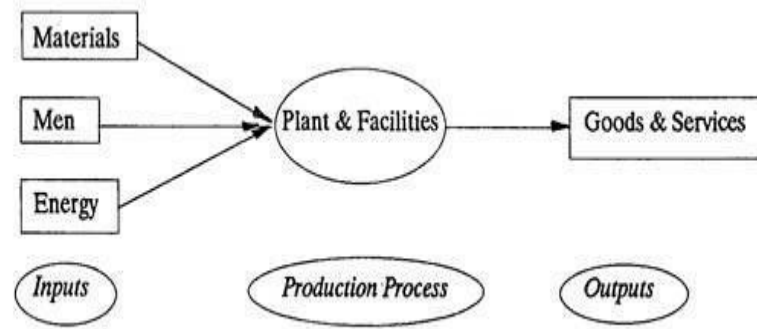 Materials
Men
Energy
Plant & Facilities
Goods & Services
Inputs
Production Process
Outputs